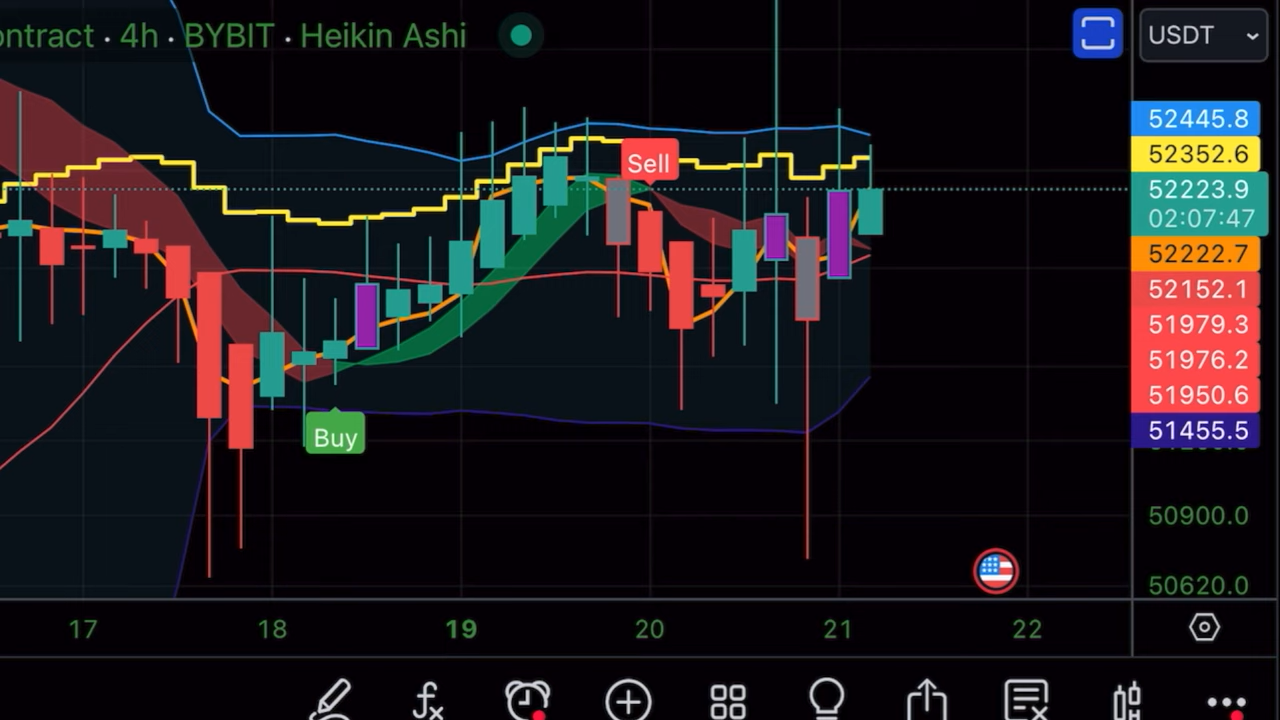 ontract · 4h · BYBIT · Heikin Ashi
USDT
52445.8
52352.6
52223.9
02:07:47
52222.7
52152.1
51979.3
51976.2
51950.6
51455.5
50900.0
50620.0
Sell
Buy
17 18 19 20 21 22